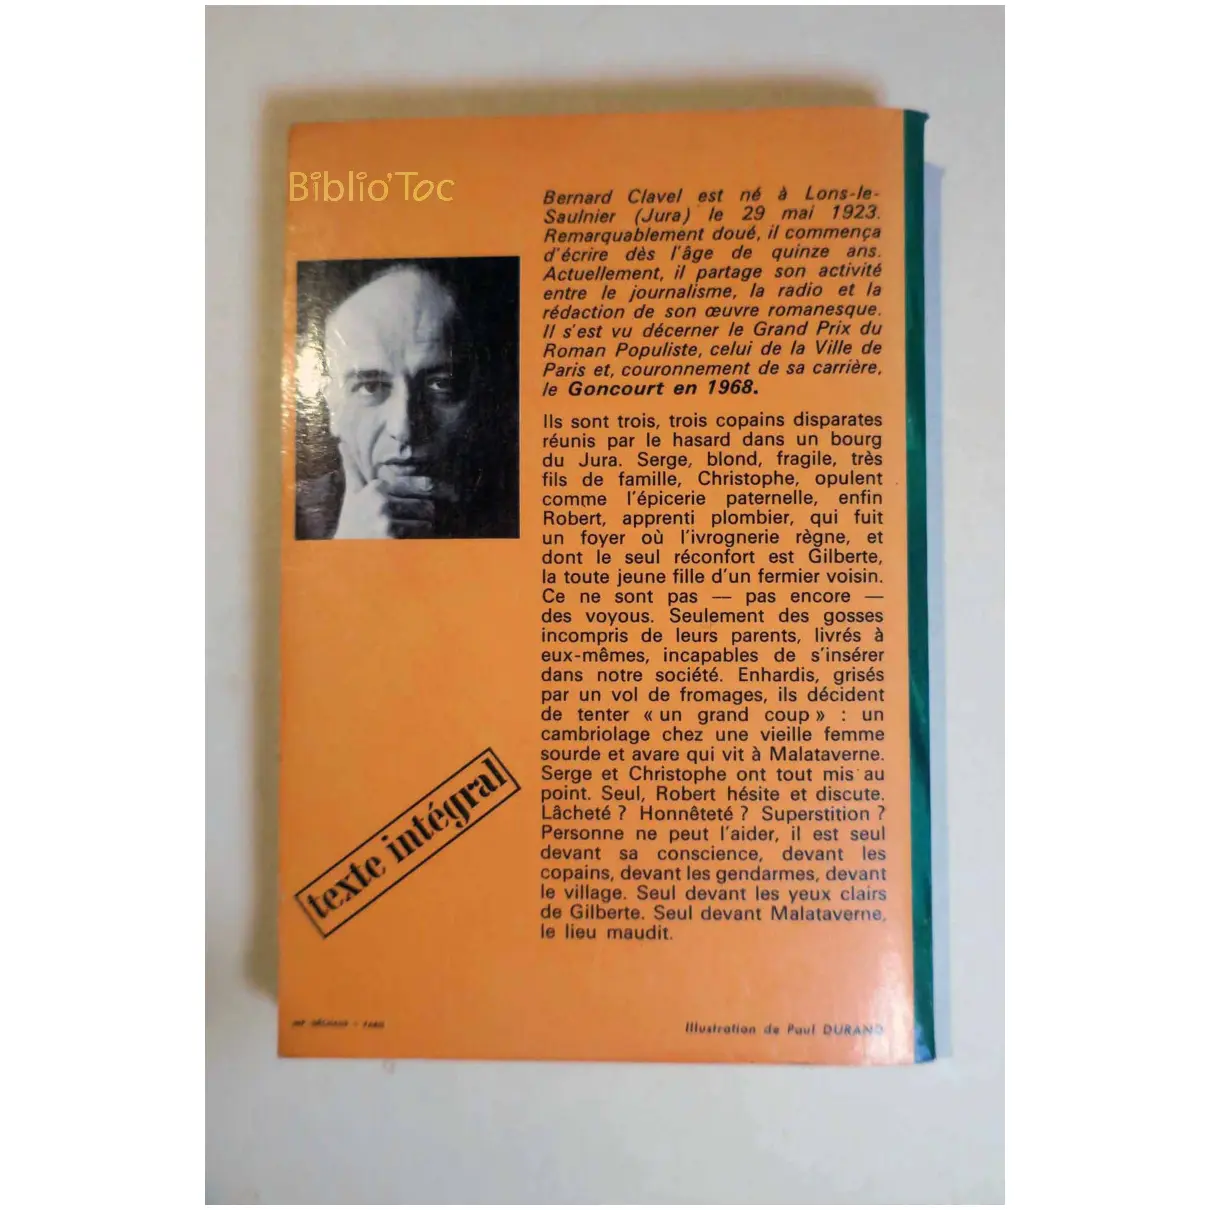 Biblio'Toc
Bernard Clavel est né à Lons-le-
Saulnier (Jura) le 29 mai 1923.
Remarquablement doué, il commença
d'écrire dès l'âge de quinze ans.
Actuellement, il partage son activité
entre le journalisme, la radio et la
rédaction de son œuvre romanesque.
Il s'est vu décerner le Grand Prix du
Roman Populiste, celui de la Ville de
Paris et, couronnement de sa carrière,
le Goncourt en 1968.
Ils sont trois, trois copains disparates
réunis par le hasard dans un bourg
du Jura. Serge, blond, fragile, très
fils de famille, Christophe, opulent
comme l'épicerie paternelle, enfin
Robert, apprenti plombier, qui fuit
un foyer où l'ivrognerie règne, et
dont le seul réconfort est Gilberte,
la toute jeune fille d'un fermier voisin.
Ce ne sont pas — pas encore —
des voyous. Seulement des gosses
incompris de leurs parents, livrés à
eux-mêmes, incapables de s'insérer
dans notre société. Enhardis, grisés
par un vol de fromages, ils décident
de tenter « un grand coup » : un
cambriolage chez une vieille femme
sourde et avare qui vit à Malataverne.
Serge et Christophe ont tout mis au
point. Seul, Robert hésite et discute.
Lâcheté ? Honnêteté ? Superstition ?
Personne ne peut l'aider, il est seul
devant sa conscience, devant les
copains, devant les gendarmes, devant
le village. Seul devant les yeux clairs
de Gilberte. Seul devant Malataverne,
le lieu maudit.
texte intégral
- PARIS
Illustration de Paul DURAND